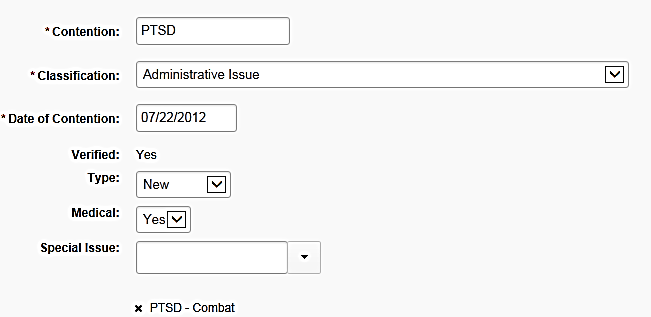 * Contention: PTSD
* Classification: Administrative Issue
* Date of Contention: 07/22/2012
Verified: Yes
Type: New
Medical: Yes
Special Issue:
× PTSD - Combat